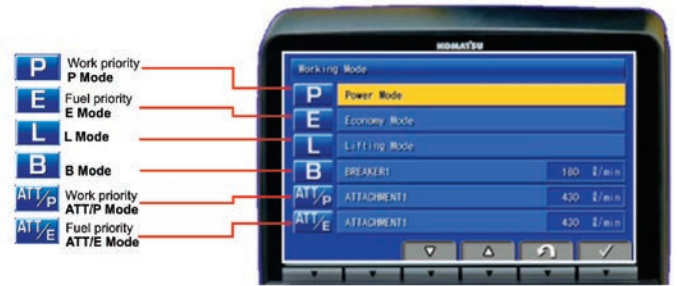 P Work priority
P Mode
E Fuel priority
E Mode
L L Mode
B B Mode
ATT/P Work priority
ATT/P Mode
ATT/E Fuel priority
ATT/E Mode
KOMATSU
Working Mode
P Power Mode
E Economy Mode
L Lifting Mode
B BREAKER1 180 ℓ/min
ATT/P ATTACHMENT1 430 ℓ/min
ATT/E ATTACHMENT1 430 ℓ/min